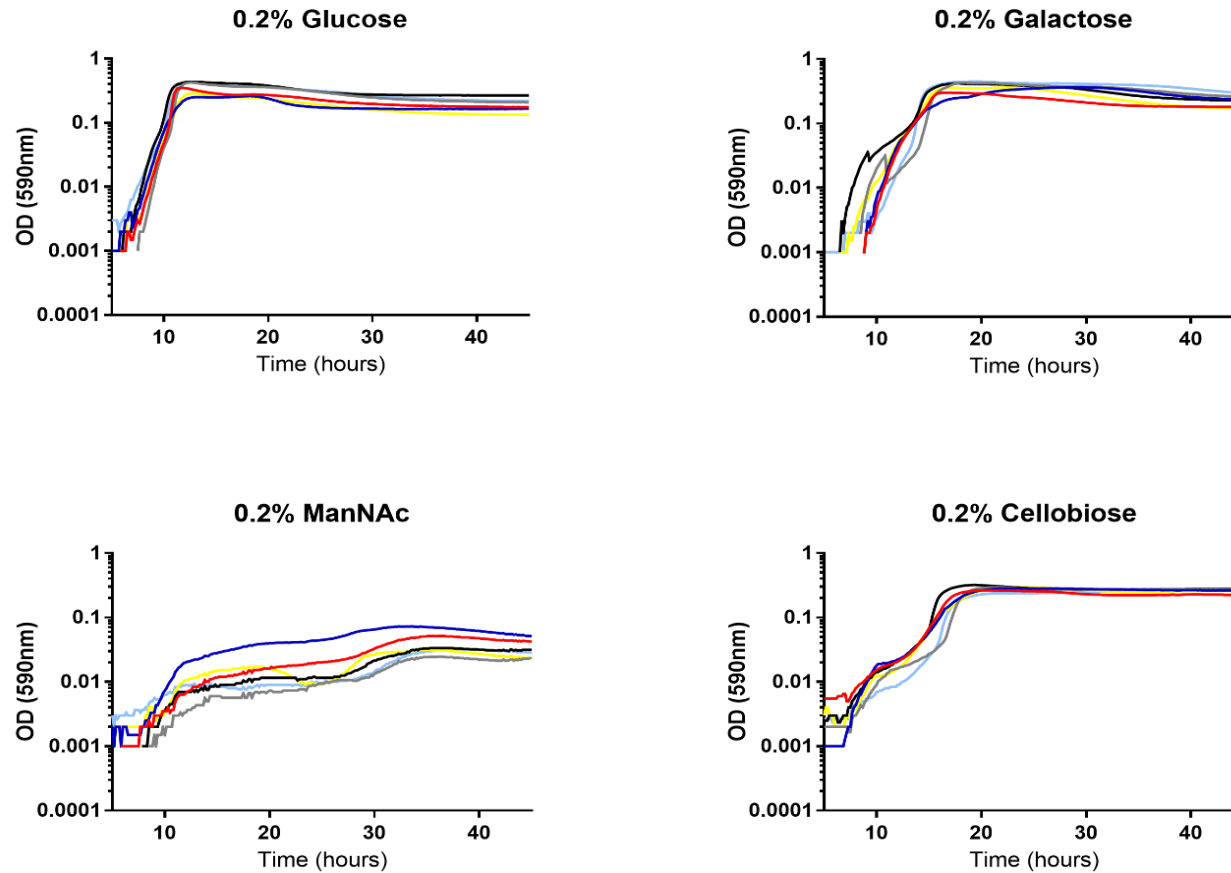 0.2% Glucose
1
0.1
0.01
0.001
0.0001
OD (590nm)
10 20 30 40
Time (hours)
0.2% Galactose
1
0.1
0.01
0.001
0.0001
OD (590nm)
10 20 30 40
Time (hours)
0.2% ManNAc
1
0.1
0.01
0.001
0.0001
OD (590nm)
10 20 30 40
Time (hours)
0.2% Cellobiose
1
0.1
0.01
0.001
0.0001
OD (590nm)
10 20 30 40
Time (hours)